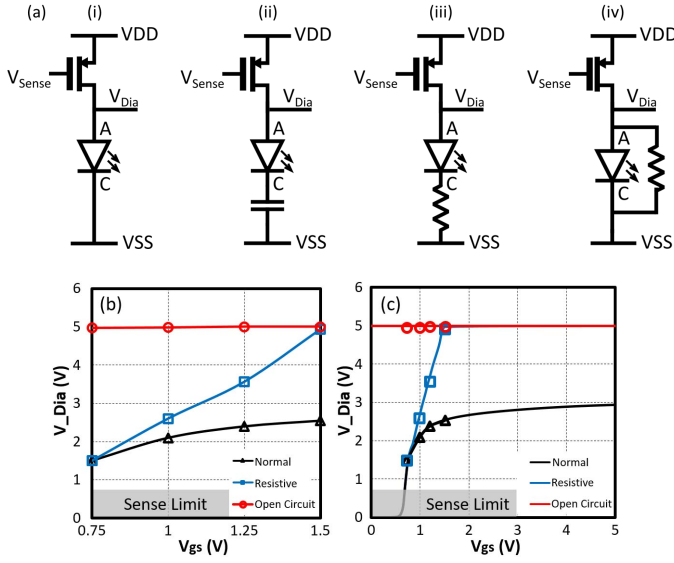 (a) (i) (ii) (iii) (iv)
VDD VDD VDD VDD
V_Sense V_Sense V_Sense V_Sense
V_Dia V_Dia V_Dia V_Dia
A A A A
C C C C
VSS VSS VSS VSS
(b)
V_Dia (V)
6
5
4
3
2
1
0
Normal
Resistive
Open Circuit
Sense Limit
0.75 1 1.25 1.5
Vgs (V)
(c)
V_Dia (V)
6
5
4
3
2
1
0
Normal
Resistive
Open Circuit
Sense Limit
0 1 2 3 4 5
Vgs (V)